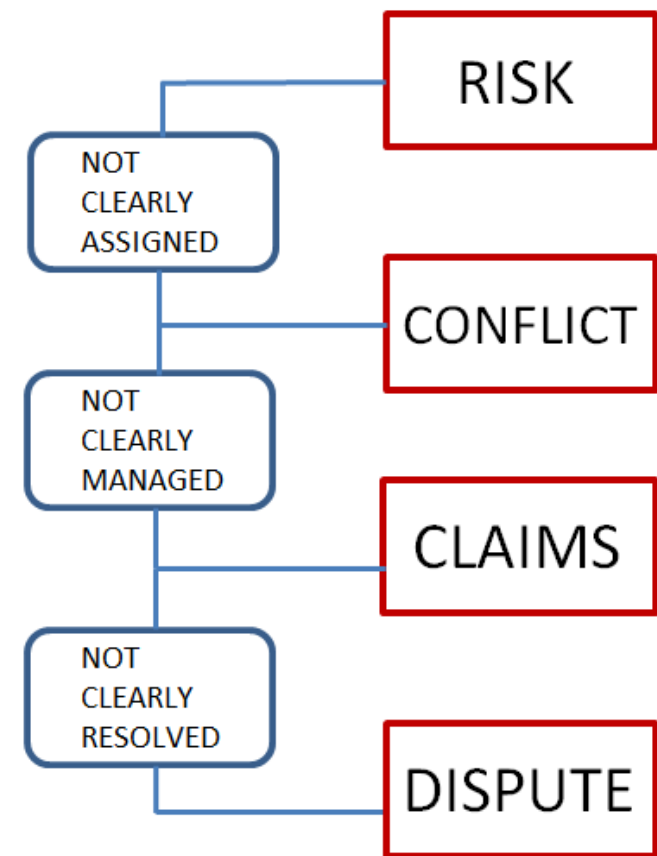 RISK
NOT
CLEARLY
ASSIGNED
CONFLICT
NOT
CLEARLY
MANAGED
CLAIMS
NOT
CLEARLY
RESOLVED
DISPUTE